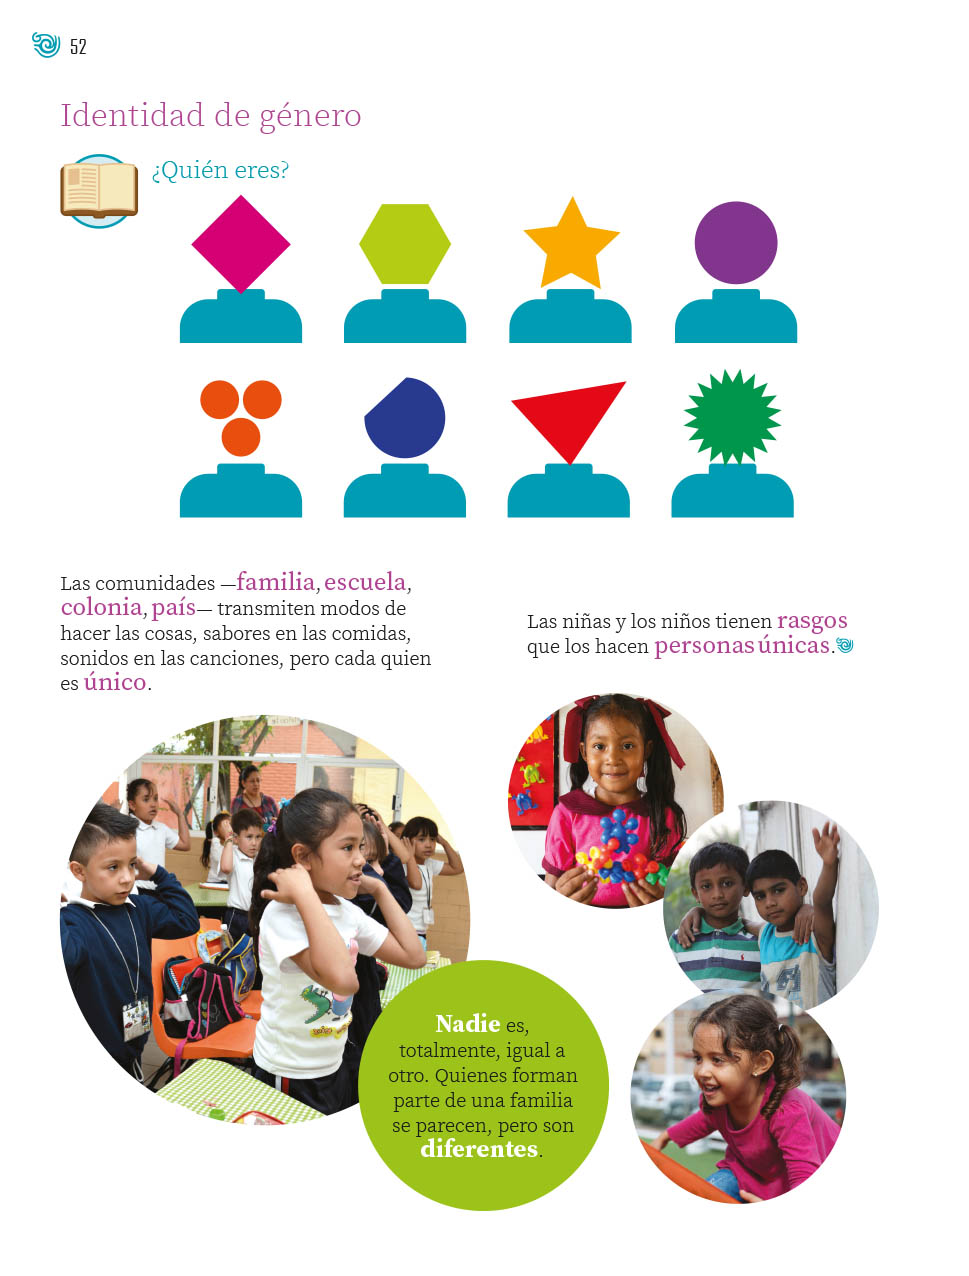 52
Identidad de género
¿Quién eres?
Las comunidades —familia, escuela,
colonia, país— transmiten modos de
hacer las cosas, sabores en las comidas,
sonidos en las canciones, pero cada quien
es único.
Las niñas y los niños tienen rasgos
que los hacen personas únicas.
Nadie es,
totalmente, igual a
otro. Quienes forman
parte de una familia
se parecen, pero son
diferentes.